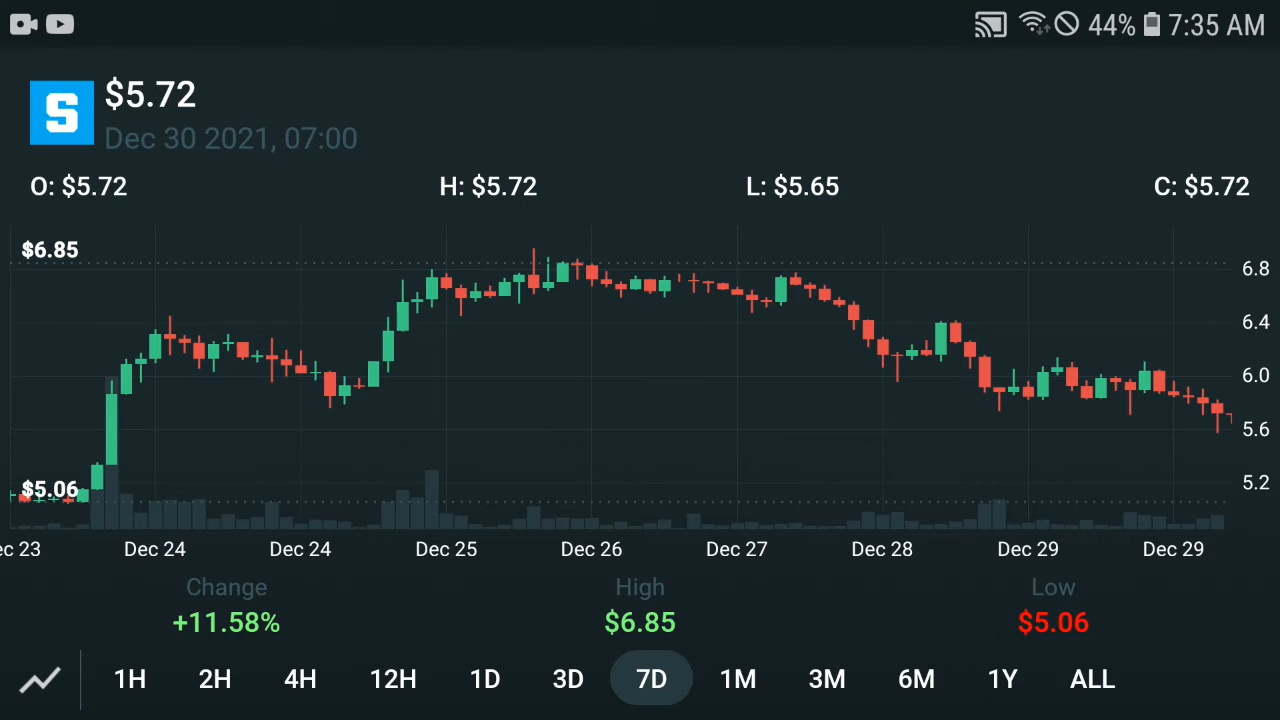 44% 7:35 AM
S
$5.72
Dec 30 2021, 07:00
O: $5.72 H: $5.72 L: $5.65 C: $5.72
$6.85
6.8
6.4
6.0
5.6
$5.06
5.2
ec 23 Dec 24 Dec 24 Dec 25 Dec 26 Dec 27 Dec 28 Dec 29 Dec 29
Change High Low
+11.58% $6.85 $5.06
1H 2H 4H 12H 1D 3D 7D 1M 3M 6M 1Y ALL